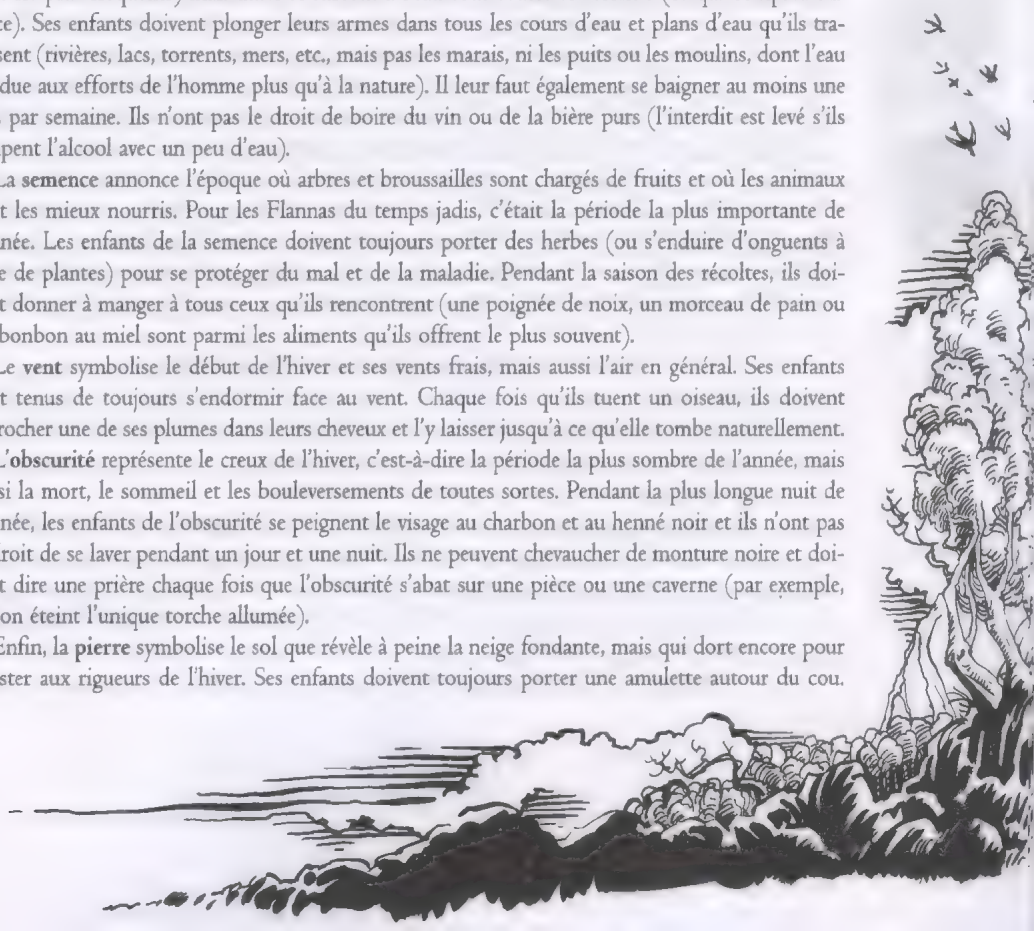 ce). Ses enfants doivent plonger leurs armes dans tous les cours d'eau et plans d'eau qu'ils tra-
sent (rivières, lacs, torrents, mers, etc., mais pas les marais, ni les puits ou les moulins, dont l'eau
due aux efforts de l'homme plus qu'à la nature). Il leur faut également se baigner au moins une
par semaine. Ils n'ont pas le droit de boire du vin ou de la bière purs (l'interdit est levé s'ils
pent l'alcool avec un peu d'eau).
La semence annonce l'époque où arbres et broussailles sont chargés de fruits et où les animaux
t les mieux nourris. Pour les Flannas du temps jadis, c'était la période la plus importante de
née. Les enfants de la semence doivent toujours porter des herbes (ou s'enduire d'onguents à
e de plantes) pour se protéger du mal et de la maladie. Pendant la saison des récoltes, ils doi-
t donner à manger à tous ceux qu'ils rencontrent (une poignée de noix, un morceau de pain ou
bonbon au miel sont parmi les aliments qu'ils offrent le plus souvent).
Le vent symbolise le début de l'hiver et ses vents frais, mais aussi l'air en général. Ses enfants
t tenus de toujours s'endormir face au vent. Chaque fois qu'ils tuent un oiseau, ils doivent
rocher une de ses plumes dans leurs cheveux et l'y laisser jusqu'à ce qu'elle tombe naturellement.
L'obscurité représente le creux de l'hiver, c'est-à-dire la période la plus sombre de l'année, mais
si la mort, le sommeil et les bouleversements de toutes sortes. Pendant la plus longue nuit de
née, les enfants de l'obscurité se peignent le visage au charbon et au henné noir et ils n'ont pas
roit de se laver pendant un jour et une nuit. Ils ne peuvent chevaucher de monture noire et doi-
t dire une prière chaque fois que l'obscurité s'abat sur une pièce ou une caverne (par exemple,
on éteint l'unique torche allumée).
Enfin, la pierre symbolise le sol que révèle à peine la neige fondante, mais qui dort encore pour
ster aux rigueurs de l'hiver. Ses enfants doivent toujours porter une amulette autour du cou.